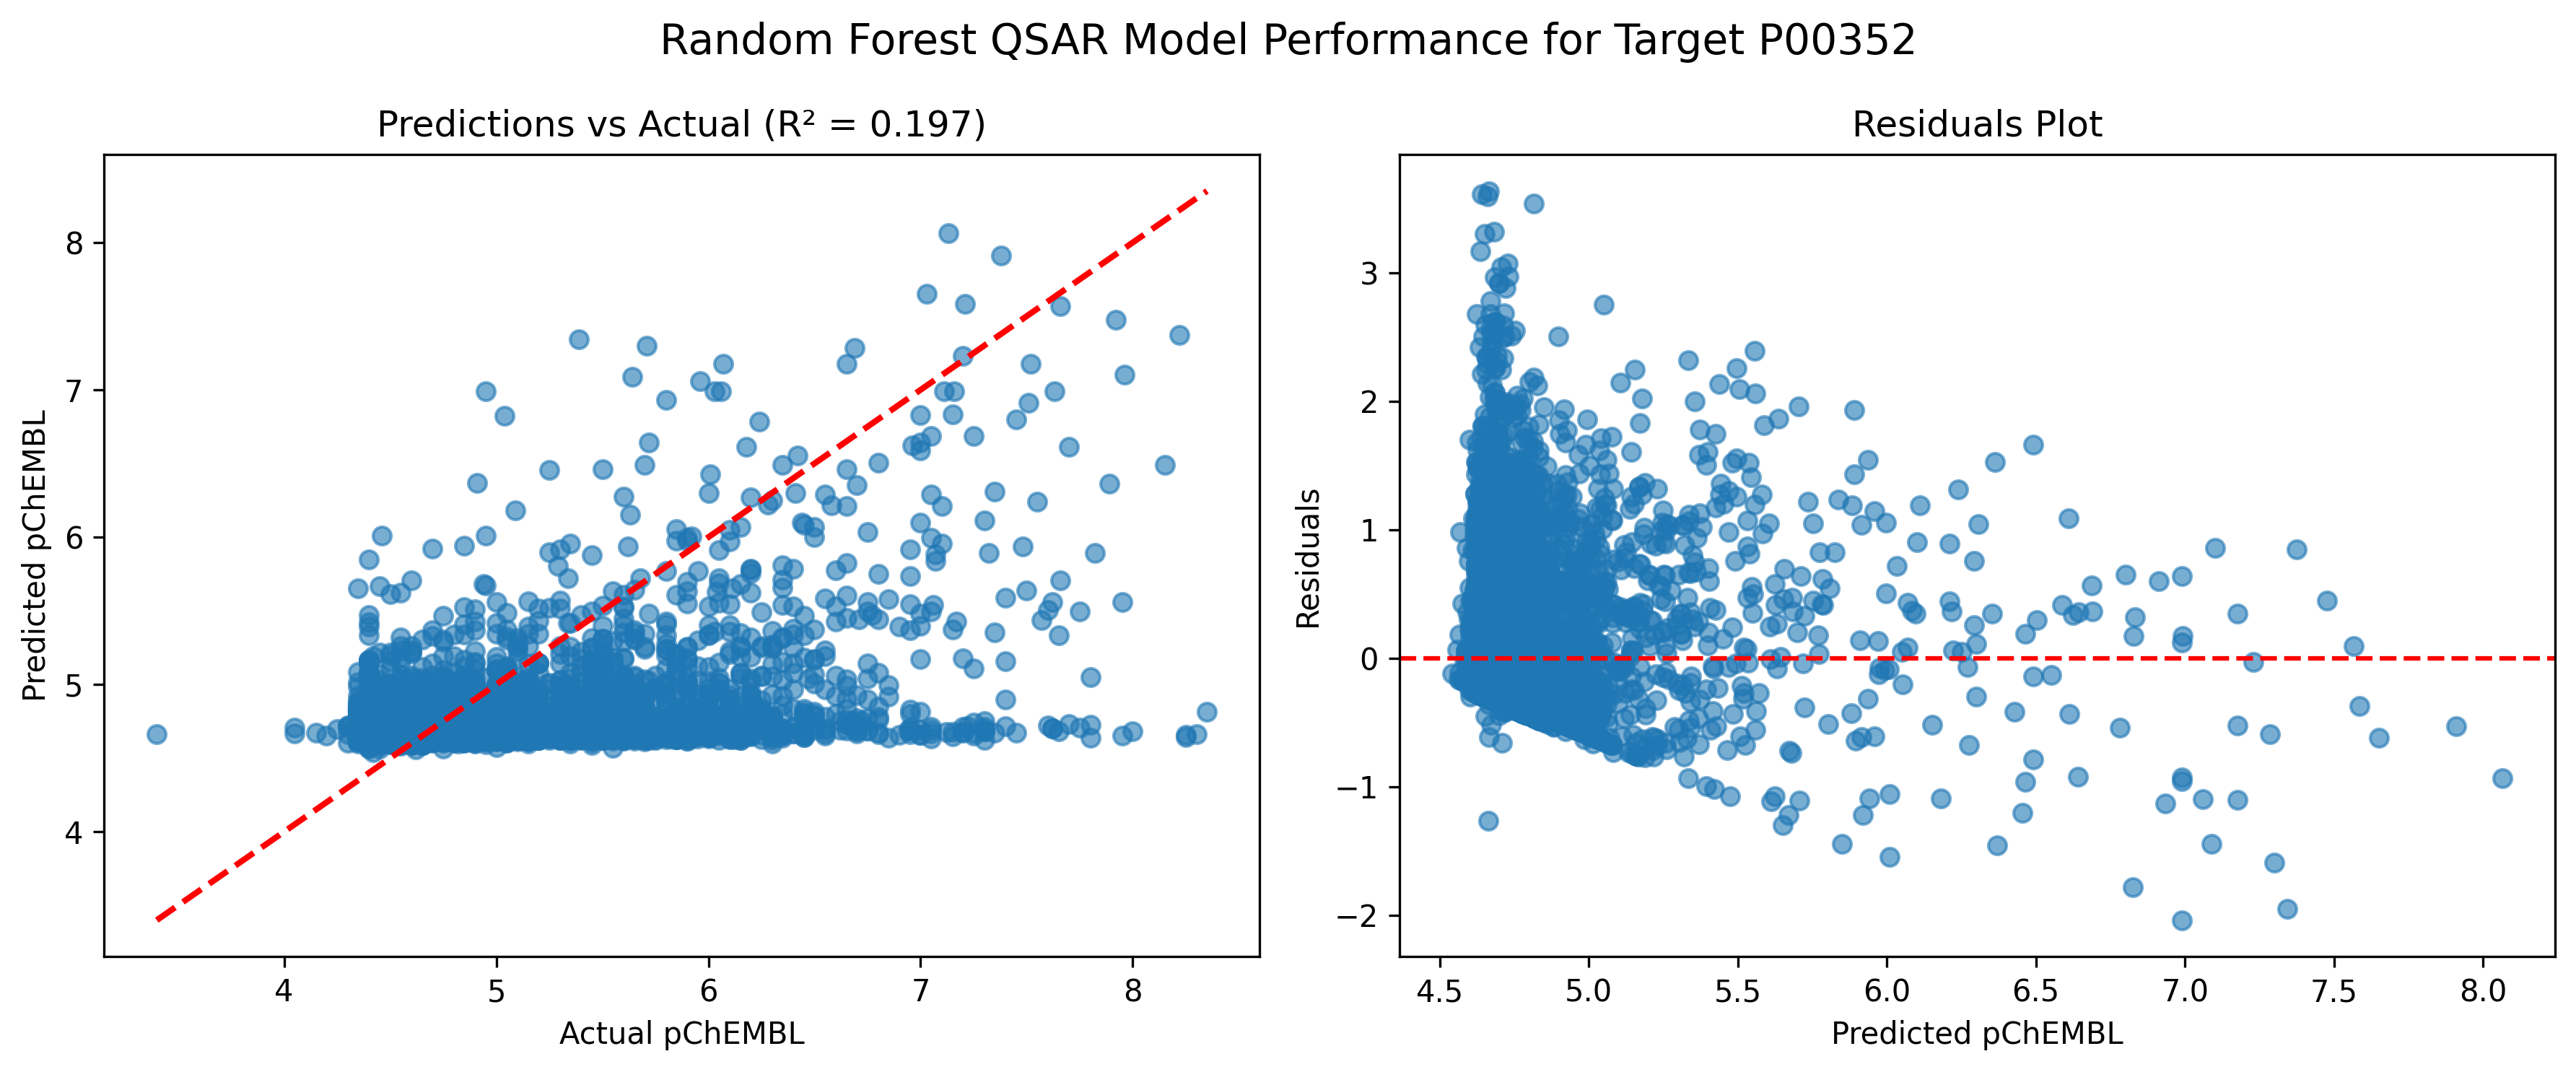 Random Forest QSAR Model Performance for Target P00352
Predictions vs Actual (R² = 0.197)
Predicted pChEMBL
8
7
6
5
4
4 5 6 7 8
Actual pChEMBL
Residuals Plot
Residuals
3
2
1
0
−1
−2
4.5 5.0 5.5 6.0 6.5 7.0 7.5 8.0
Predicted pChEMBL